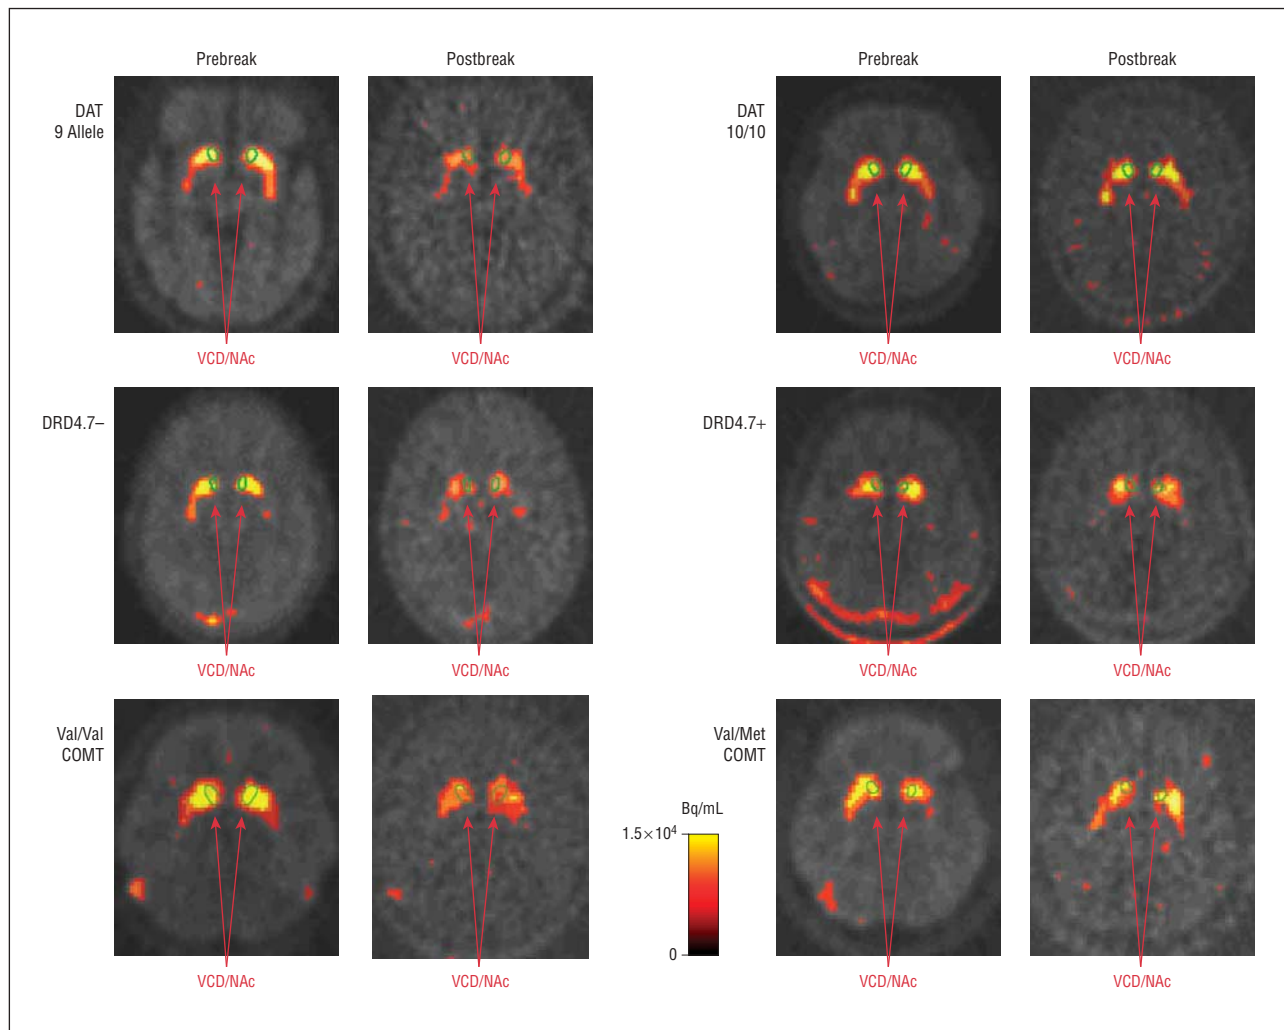 Prebreak
Postbreak
Prebreak
Postbreak
DAT
9 Allele
DAT
10/10
VCD/NAc
VCD/NAc
VCD/NAc
VCD/NAc
DRD4.7−
DRD4.7+
VCD/NAc
VCD/NAc
VCD/NAc
VCD/NAc
Val/Val
COMT
Val/Met
COMT
Bq/mL
1.5×10⁴
0
VCD/NAc
VCD/NAc
VCD/NAc
VCD/NAc